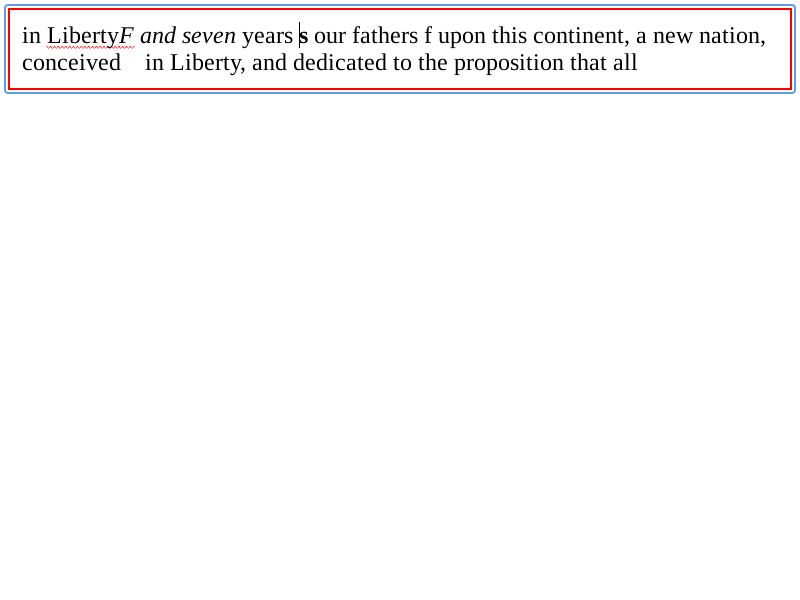 in LibertyF and seven years s our fathers f upon this continent, a new nation,
conceived    in Liberty, and dedicated to the proposition that all